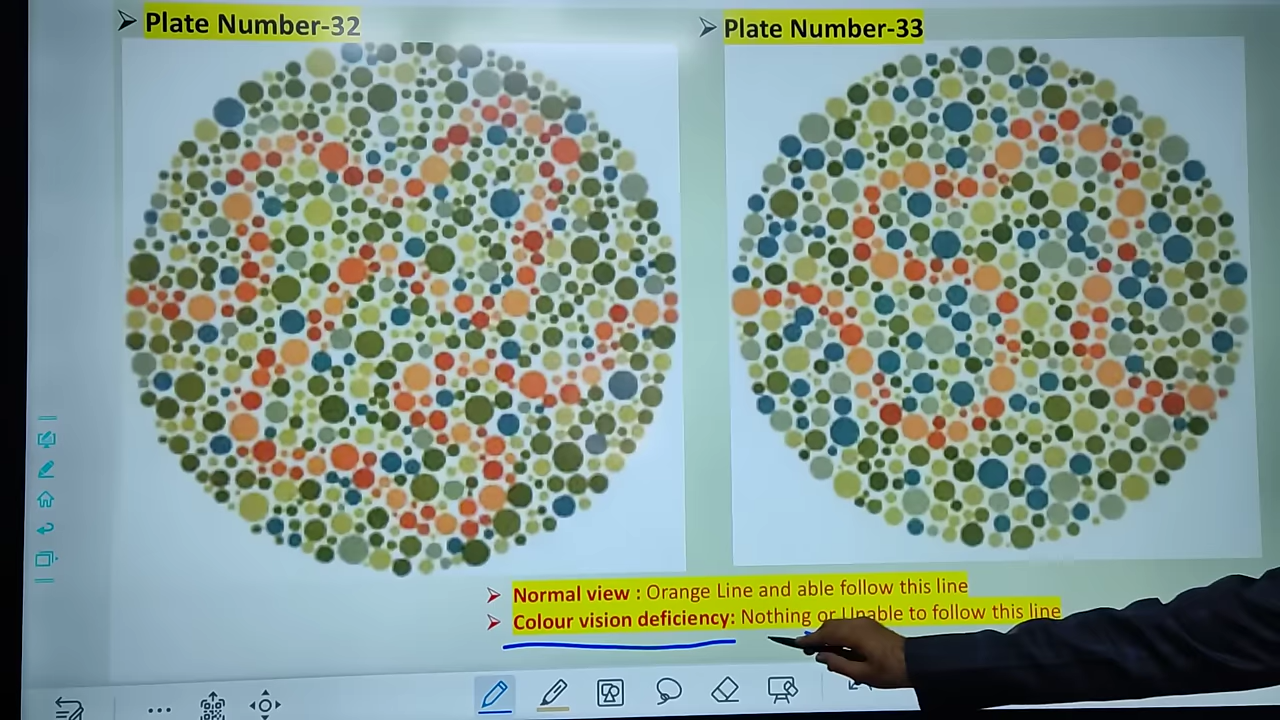 ➢ Plate Number-32
➢ Plate Number-33
➢ Normal view : Orange Line and able follow this line
➢ Colour vision deficiency: Nothing or Unable to follow this line